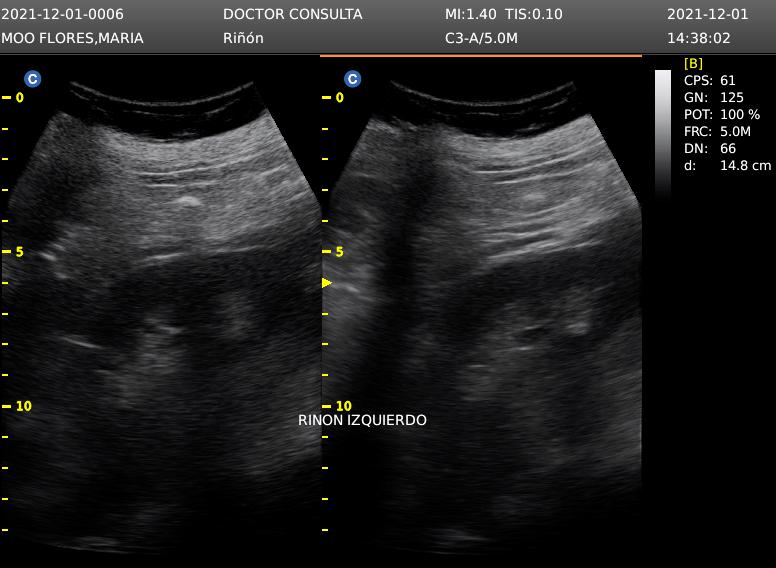 2021-12-01-0006 DOCTOR CONSULTA MI:1.40 TIS:0.10 2021-12-01
MOO FLORES,MARIA Riñón C3-A/5.0M 14:38:02
C C
[B]
CPS: 61
GN: 125
POT: 100 %
FRC: 5.0M
DN: 66
d: 14.8 cm
0 0
5 5
10 10
RINON IZQUIERDO